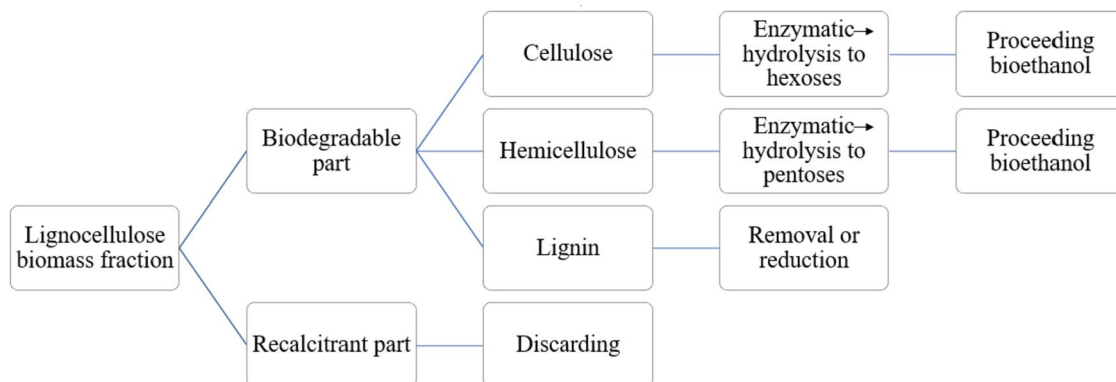 Cellulose
Enzymatic→
hydrolysis to
hexoses
Proceeding
bioethanol
Biodegradable
part
Hemicellulose
Enzymatic→
hydrolysis to
pentoses
Proceeding
bioethanol
Lignocellulose
biomass fraction
Lignin
Removal or
reduction
Recalcitrant part
Discarding